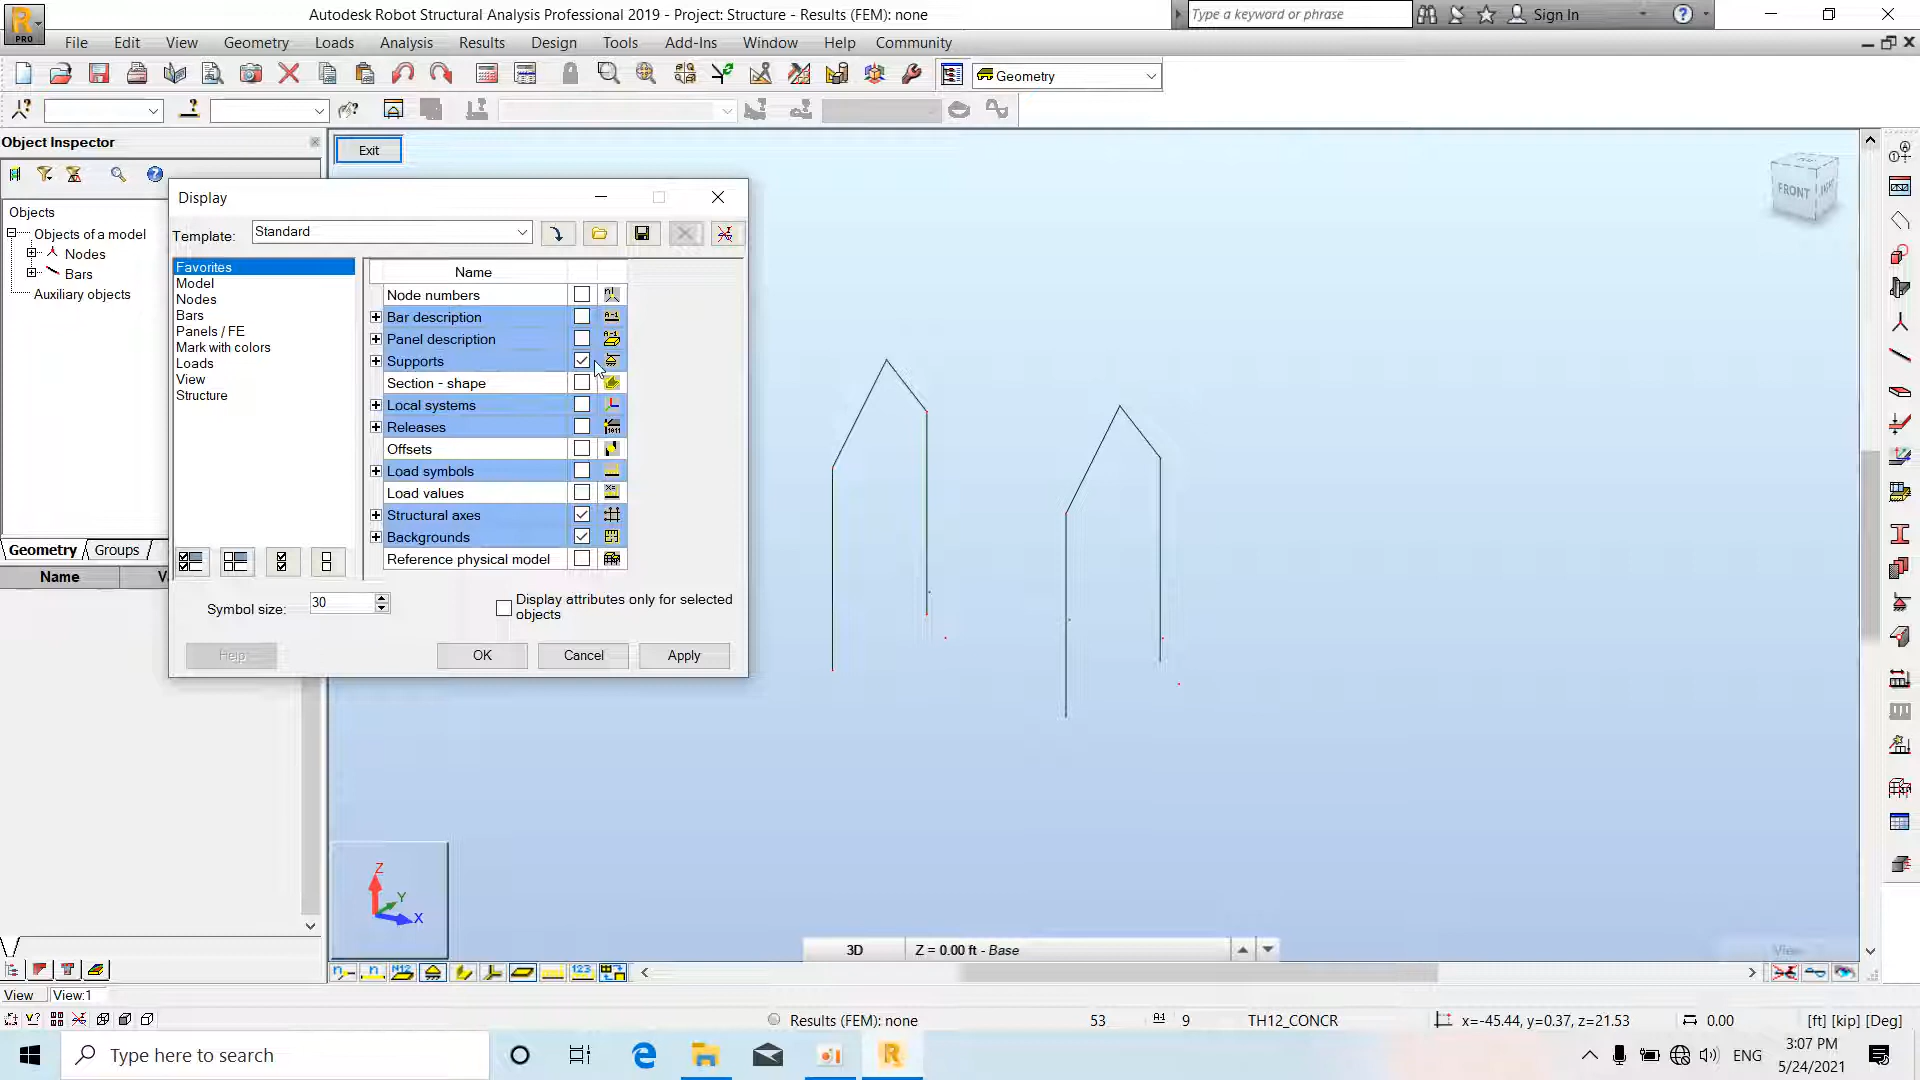 Autodesk Robot Structural Analysis Professional 2019 - Project: Structure - Results (FEM): none
Type a keyword or phrase
Sign In
PRO
File Edit View Geometry Loads Analysis Results Design Tools Add-Ins Window Help Community
Geometry
Object Inspector
Exit
Objects
Objects of a model
Nodes
Bars
Auxiliary objects
Geometry Groups
Name
Display
Template: Standard
Favorites
Model
Nodes
Bars
Panels / FE
Mark with colors
Loads
View
Structure
Name
Node numbers
Bar description
Panel description
Supports
Section - shape
Local systems
Releases
Offsets
Load symbols
Load values
Structural axes
Backgrounds
Reference physical model
Symbol size: 30
Display attributes only for selected
objects
Help OK Cancel Apply
FRONT
Z
Y
X
3D Z = 0.00 ft - Base
View
View View:1
Results (FEM): none 53 9 TH12_CONCR x=-45.44, y=0.37, z=21.53 0.00 [ft] [kip] [Deg]
Type here to search
ENG
3:07 PM
5/24/2021